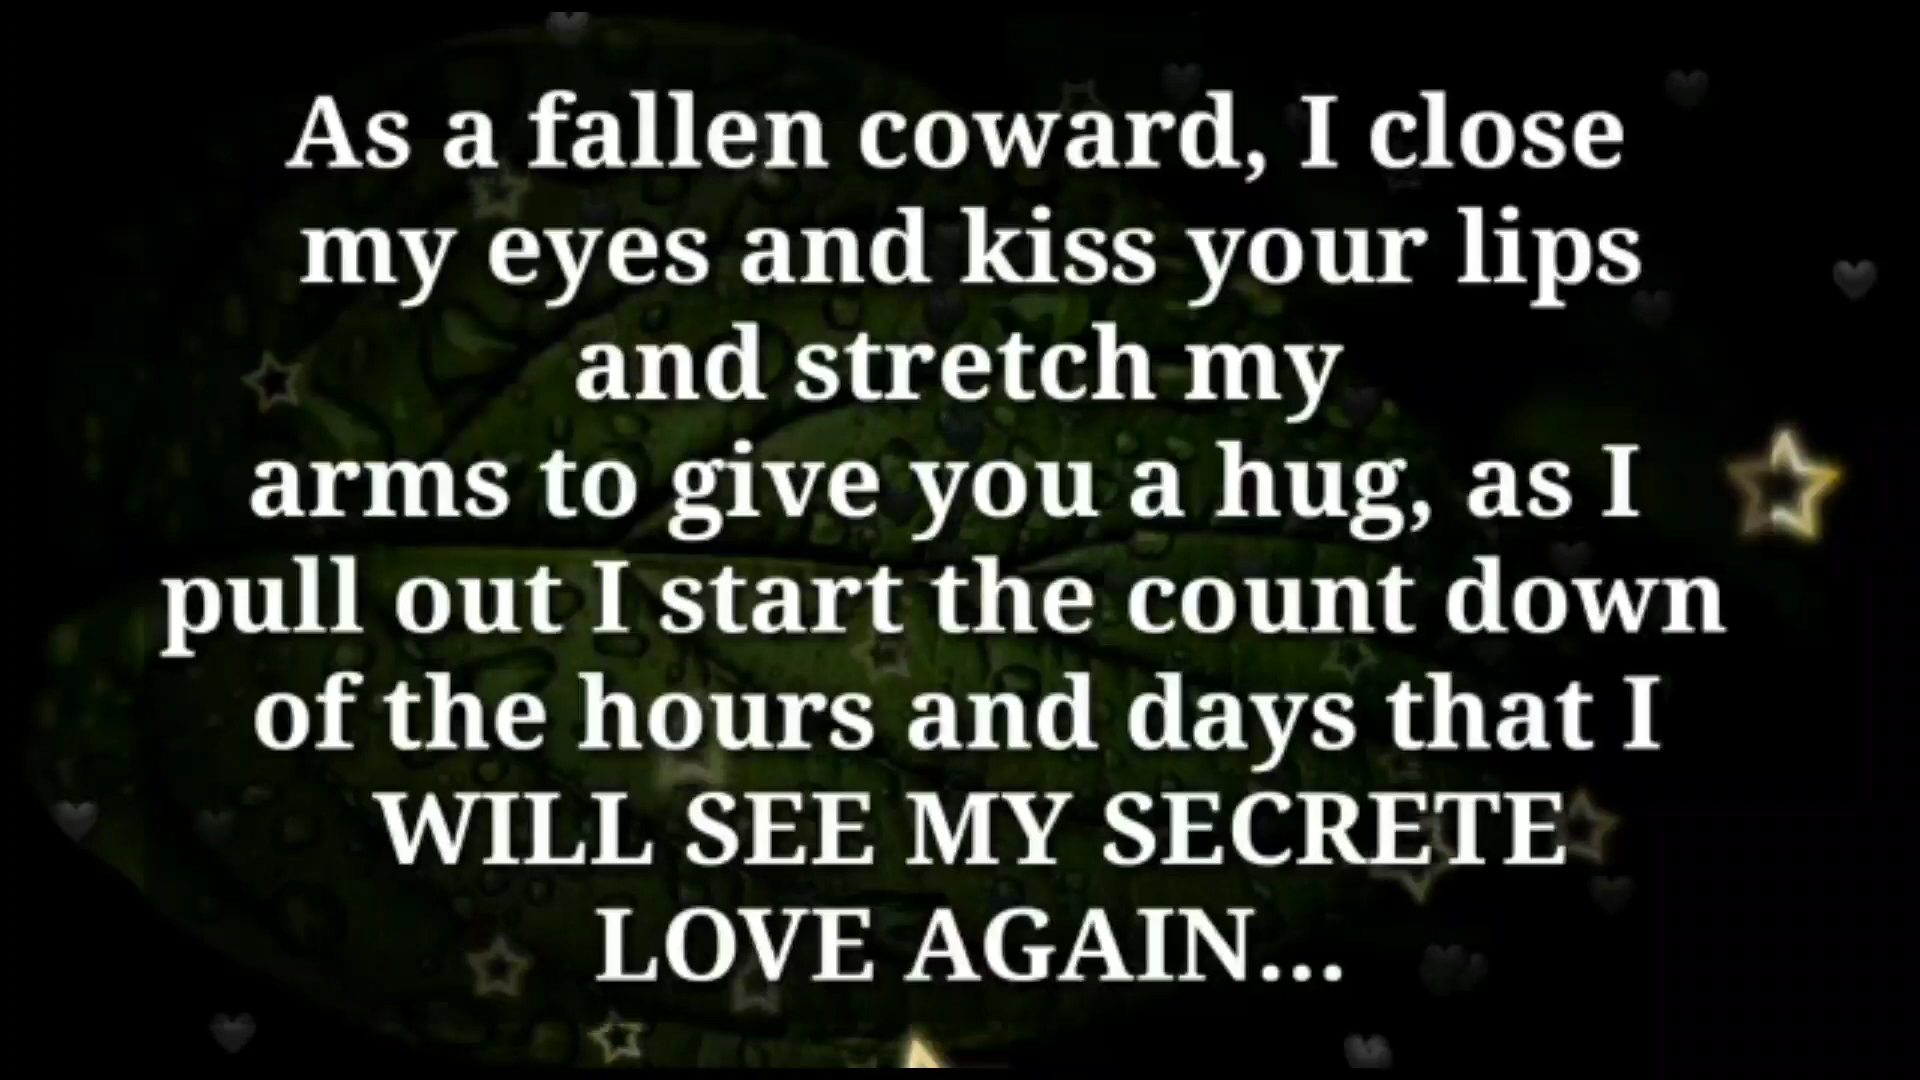 As a fallen coward, I close
my eyes and kiss your lips
and stretch my
arms to give you a hug, as I
pull out I start the count down
of the hours and days that I
WILL SEE MY SECRETE
LOVE AGAIN...